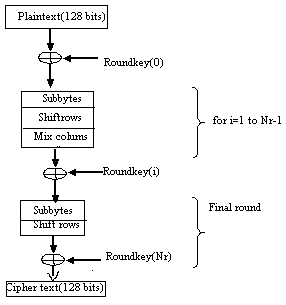 Plaintext(128 bits)
Roundkey(0)
Subbytes
Shiftrows
Mix colums
for i=1 to Nr-1
Roundkey(i)
Subbytes
Shift rows
Final round
Roundkey(Nr)
Cipher text(128 bits)